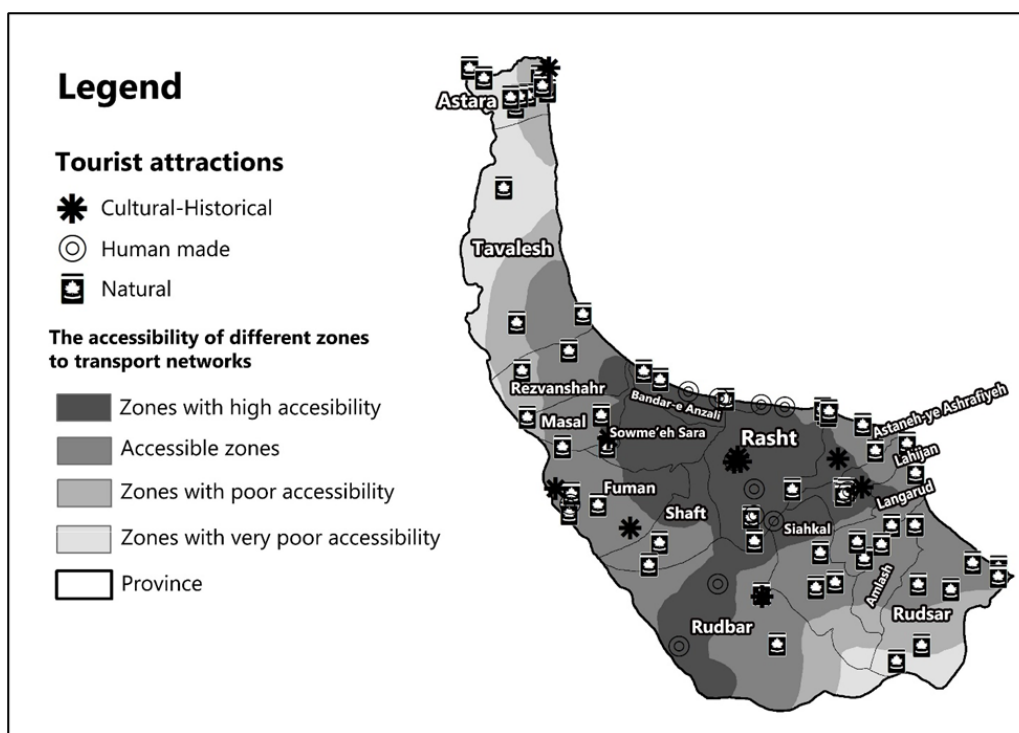 Legend
Tourist attractions
Cultural-Historical
Human made
Natural
The accessibility of different zones
to transport networks
Zones with high accesibility
Accessible zones
Zones with poor accessibility
Zones with very poor accessibility
Province
Astara
Tavalesh
Rezvanshahr
Masal
Bandar-e Anzali
Sowme'eh Sara
Rasht
Astaneh-ye Ashrafiyeh
Lahijan
Langarud
Fuman
Shaft
Siahkal
Amlash
Rudsar
Rudbar